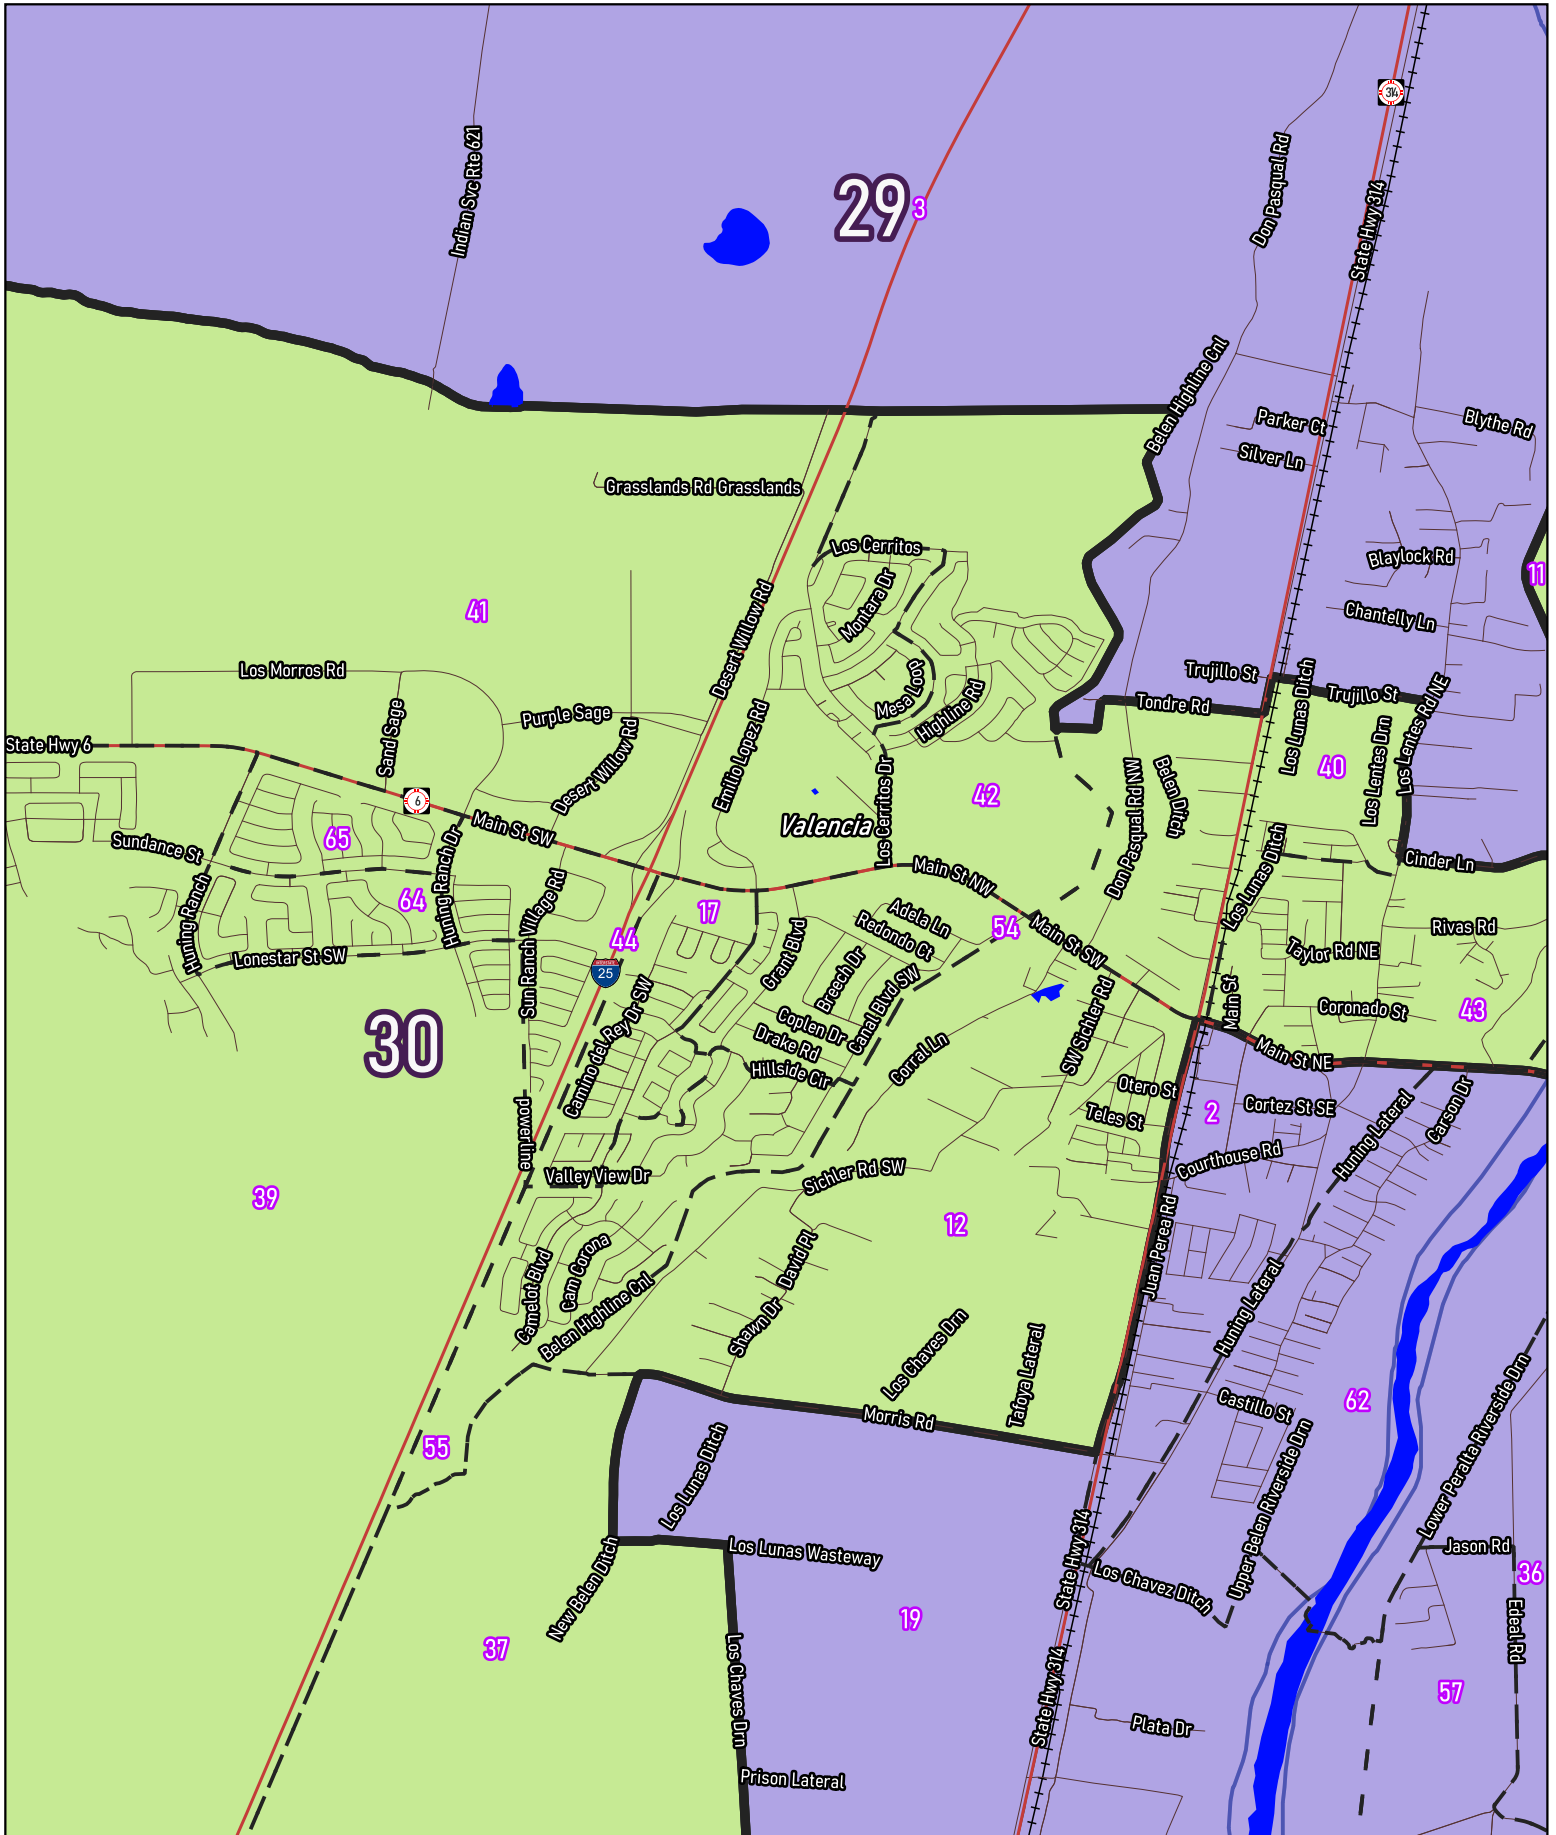 314
Indian Svc Rte 621
29
3
Don Pasqual Rd
State Hwy 314
Belen Highline Cnl
Parker Ct
Blythe Rd
Silver Ln
Grasslands Rd Grasslands
Los Cerritos
Blaylock Rd
11
41
Montara Dr
Chantelly Ln
Desert Willow Rd
Los Morros Rd
Mesa Loop
Highline Rd
Trujillo St
Los Lunas Ditch
Trujillo St
Tondre Rd
Los Lentes Rd NE
Purple Sage
Sand Sage
State Hwy 6
Desert Willow Rd
Emilio Lopez Rd
Los Cerritos Dr
42
Don Pasqual Rd NW
Belen Ditch
40
Los Lentes Drn
6
Valencia
Main St SW
65
Sundance St
Huning Ranch Dr
Main St NW
Los Lunas Ditch
Cinder Ln
Huning Ranch
64
Sun Ranch Village Rd
17
Adela Ln
Redondo Ct
54
Main St SW
Rivas Rd
44
Grant Blvd
Taylor Rd NE
Lonestar St SW
25
Breech Dr
Canal Blvd SW
Main St
Coronado St
43
30
Camino del Rey Dr SW
Coplen Dr
Drake Rd
Corral Ln
SW Sichler Rd
Main St NE
Hillside Cir
Otero St
Teles St
2
Cortez St SE
Huning Lateral
Carson Dr
power line
Valley View Dr
Sichler Rd SW
Courthouse Rd
39
12
Juan Perea Rd
Camelot Blvd
Cam Corona
David Pl
Huning Lateral
Belen Highline Cnl
Shawn Dr
Los Chaves Drn
Tafoya Lateral
Castillo St
62
Morris Rd
Lower Peralta Riverside Drn
55
Los Lunas Ditch
Upper Belen Riverside Drn
New Belen Ditch
Los Lunas Wasteway
State Hwy 314
Los Chavez Ditch
Jason Rd
36
37
19
Edeal Rd
Los Chaves Drn
State Hwy 314
57
Plata Dr
Prison Lateral